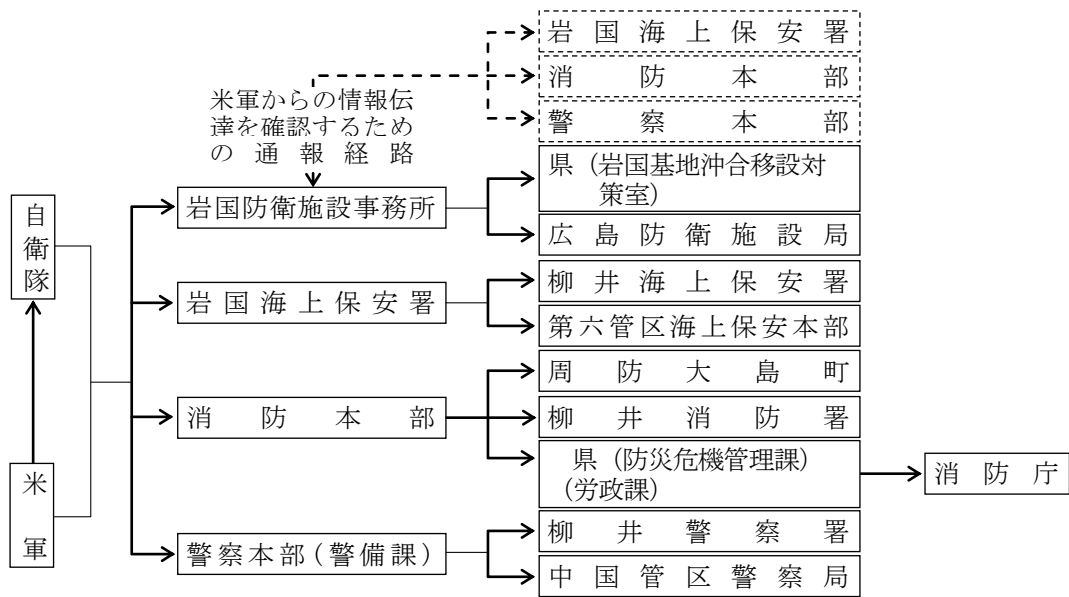 岩国海上保安署
消防本部
警察本部
米軍からの情報伝
達を確認するため
の通報経路
県（岩国基地沖合移設対
策室）
自衛隊
岩国防衛施設事務所
広島防衛施設局
岩国海上保安署
柳井海上保安署
第六管区海上保安本部
周防大島町
消防本部
柳井消防署
県（防災危機管理課）
（労政課）
消防庁
米軍
柳井警察署
警察本部（警備課）
中国管区警察局